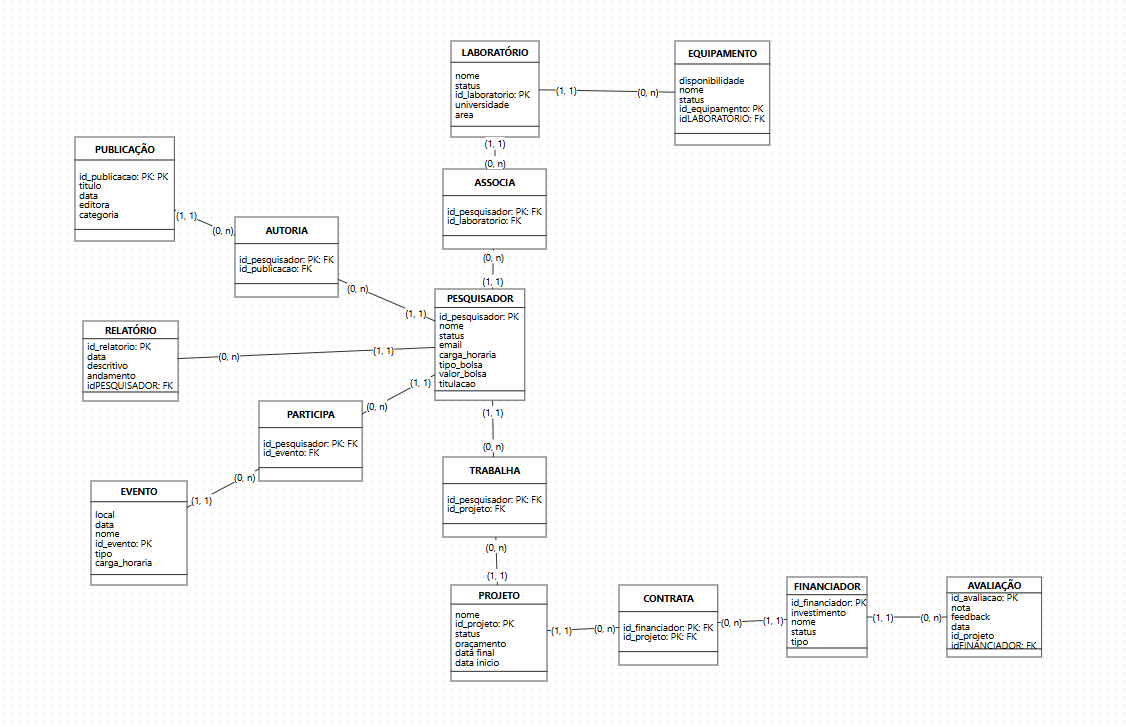 LABORATÓRIO
nome
status
id_laboratorio: PK
universidade
area
(1, 1)
(0, n)
EQUIPAMENTO
disponibilidade
nome
status
id_equipamento: PK
idLABORATÓRIO: FK
(1, 1)
(0, n)
ASSOCIA
id_pesquisador: PK: FK
id_laboratorio: FK
(0, n)
(1, 1)
PUBLICAÇÃO
id_publicacao: PK: PK
titulo
data
editora
categoria
(1, 1)
(0, n)
AUTORIA
id_pesquisador: PK: FK
id_publicacao: FK
(0, n)
(1, 1)
PESQUISADOR
id_pesquisador: PK
nome
status
email
carga_horaria
tipo_bolsa
valor_bolsa
titulacao
RELATÓRIO
id_relatorio: PK
data
descritivo
andamento
idPESQUISADOR: FK
(0, n)
(1, 1)
(1, 1)
(0, n)
PARTICIPA
id_pesquisador: PK: FK
id_evento: FK
(0, n)
(1, 1)
EVENTO
local
data
nome
id_evento: PK
tipo
carga_horaria
(1, 1)
(0, n)
TRABALHA
id_pesquisador: PK: FK
id_projeto: FK
(0, n)
(1, 1)
PROJETO
nome
id_projeto: PK
status
oraçamento
data final
data inicio
(1, 1)
(0, n)
CONTRATA
id_financiador: PK: FK
id_projeto: PK: FK
(0, n)
(1, 1)
FINANCIADOR
id_financiador: PK
investimento
nome
status
tipo
(1, 1)
(0, n)
AVALIAÇÃO
id_avaliacao: PK
nota
feedback
data
id_projeto
idFINANCIADOR: FK